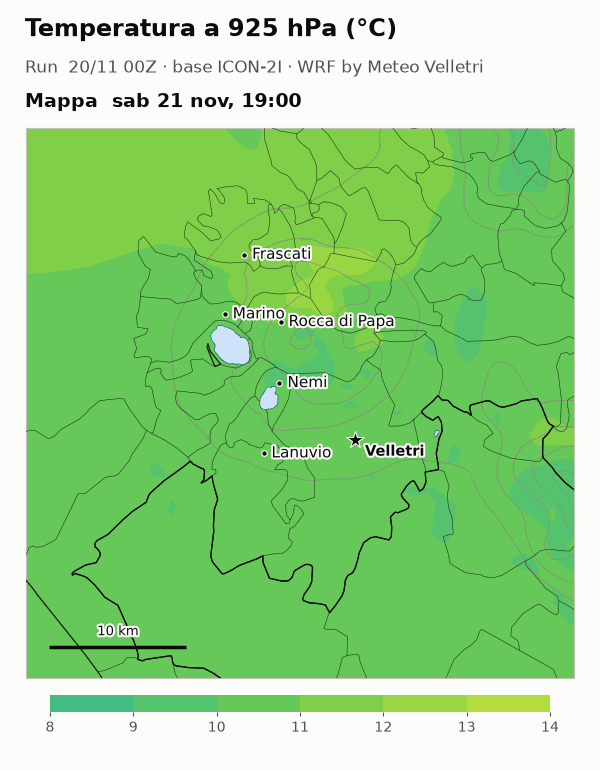 Temperatura a 925 hPa (°C)
Run  20/11 00Z · base ICON-2I · WRF by Meteo Velletri
Mappa  sab 21 nov, 19:00
Frascati
Marino
Rocca di Papa
Nemi
Velletri
Lanuvio
10 km
8 9 10 11 12 13 14